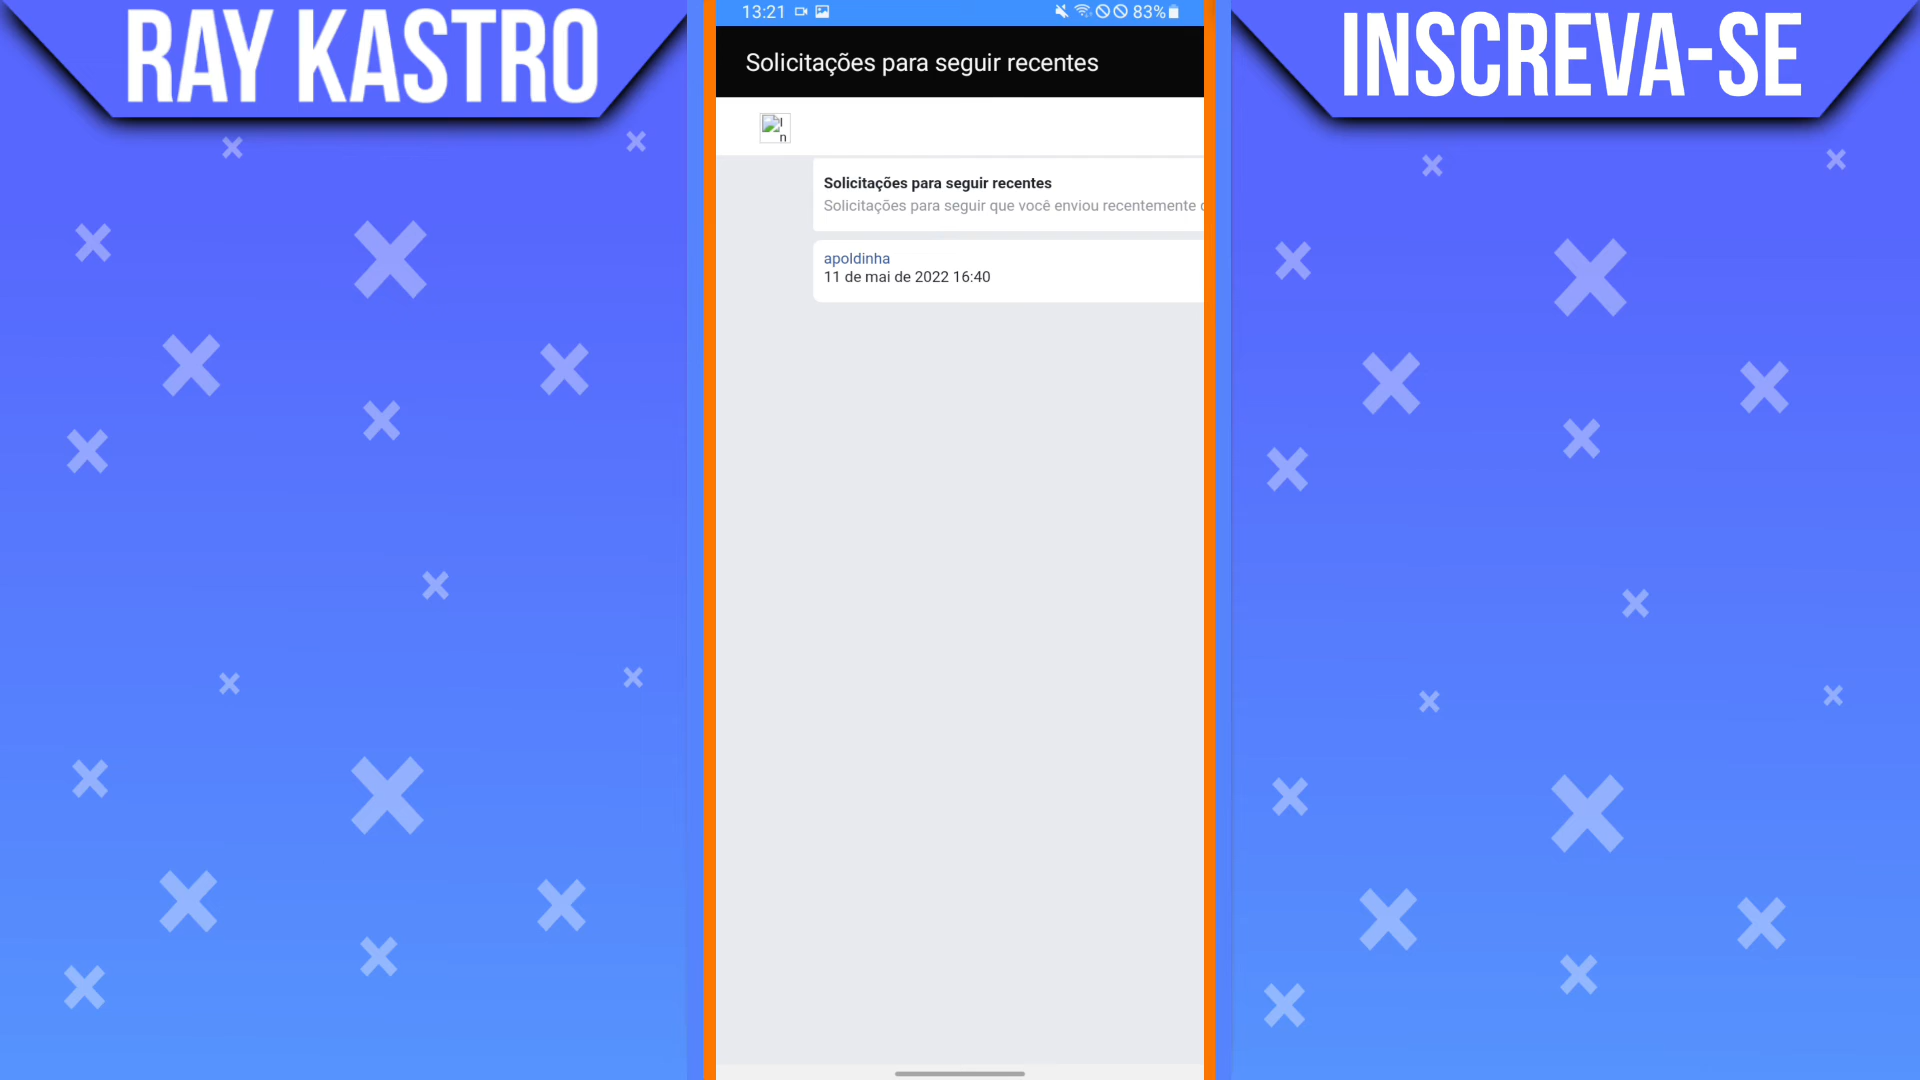 RAY KASTRO
INSCREVA-SE
13:21
83%
Solicitações para seguir recentes
In
Solicitações para seguir recentes
Solicitações para seguir que você enviou recentemente
apoldinha
11 de mai de 2022 16:40